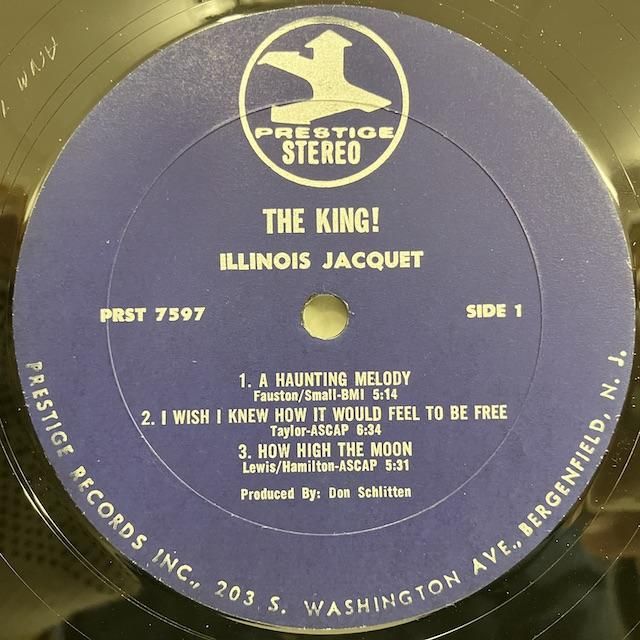 PRESTIGE
STEREO
THE KING!
ILLINOIS JACQUET
PRST 7597
SIDE 1
1. A HAUNTING MELODY
Fauston/Small-BMI 5:14
2. I WISH I KNEW HOW IT WOULD FEEL TO BE FREE
Taylor-ASCAP 6:34
3. HOW HIGH THE MOON
Lewis/Hamilton-ASCAP 5:31
Produced By: Don Schlitten
PRESTIGE RECORDS INC., 203 S. WASHINGTON AVE., BERGENFIELD, N. J.